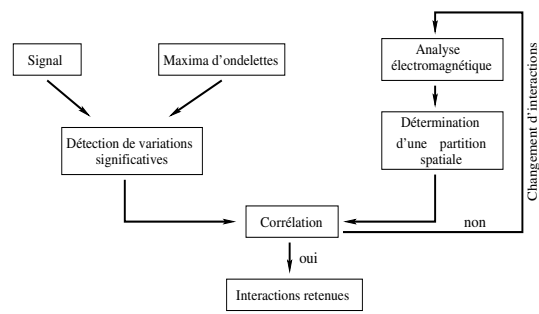 Signal
Maxima d'ondelettes
Analyse
électromagnétique
Détection de variations
significatives
Détermination
d'une partition
spatiale
Changement d'interactions
Corrélation
non
oui
Interactions retenues